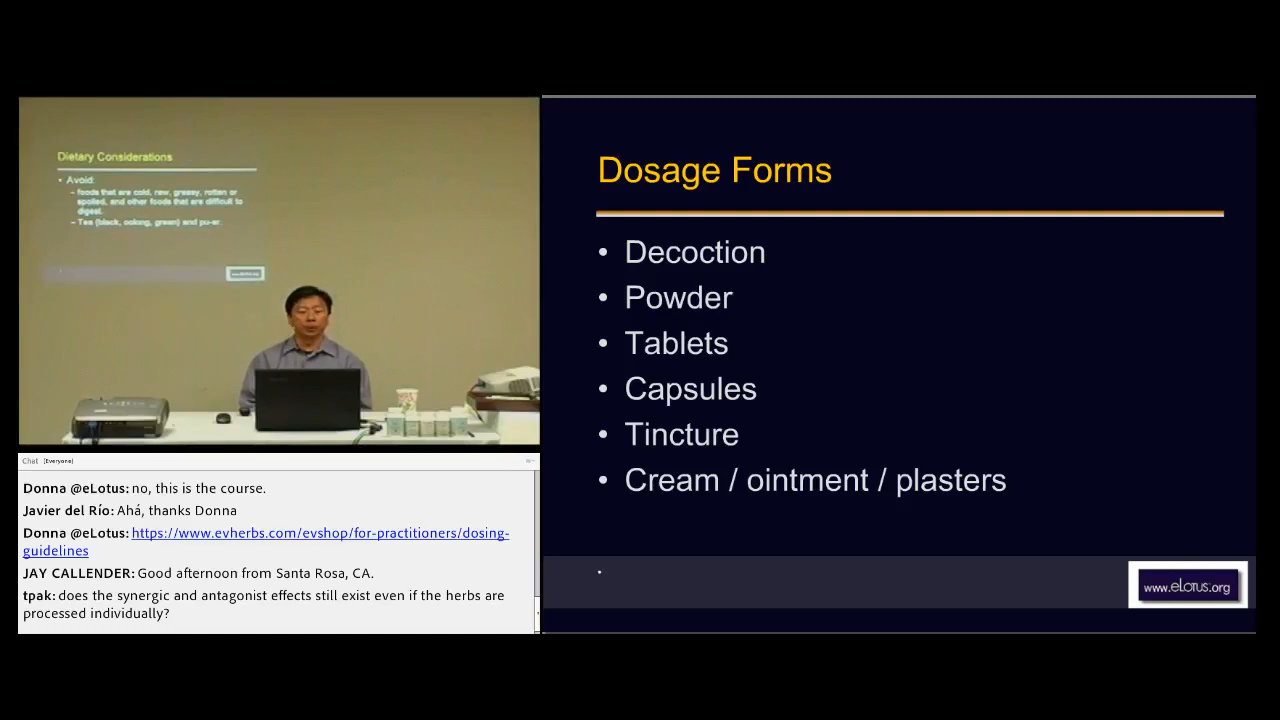 Dietary Considerations
• Avoid:
– foods that are cold, raw, greasy, rotten or
spoiled, and other foods that are difficult to
digest.
– Tea (black, oolong, green) and pu-er.
www.eLotus.org
Dosage Forms
• Decoction
• Powder
• Tablets
• Capsules
• Tincture
• Cream / ointment / plasters
www.eLotus.org
Chat (Everyone)
Donna @eLotus: no, this is the course.
Javier del Río: Ahá, thanks Donna
Donna @eLotus: https://www.evherbs.com/evshop/for-practitioners/dosing-
guidelines
JAY CALLENDER: Good afternoon from Santa Rosa, CA.
tpak: does the synergic and antagonist effects still exist even if the herbs are
processed individually?